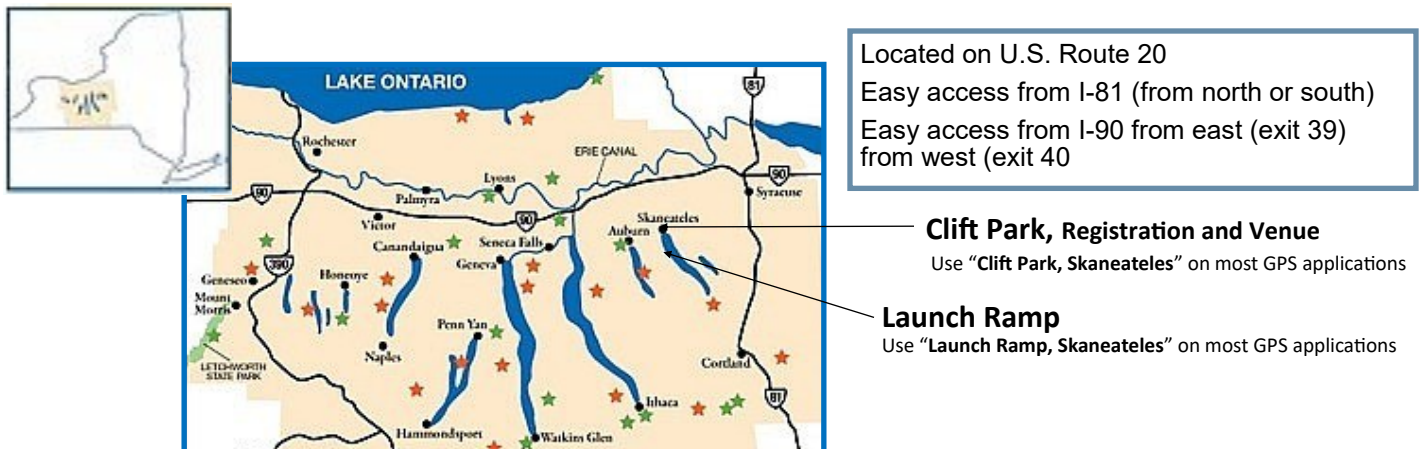 LAKE ONTARIO
81
Rochester
ERIE CANAL
Lyons
90
Syracuse
90
Palmyra
Victor
90
Skaneateles
Auburn
Canandaigua
Seneca Falls
Geneva
390
Honeoye
Geneseo
Mount
Morris
Penn Yan
Naples
LETCHWORTH
STATE PARK
Cortland
81
Ithaca
Hammondsport
Watkins Glen
Located on U.S. Route 20
Easy access from I-81 (from north or south)
Easy access from I-90 from east (exit 39)
from west (exit 40
Clift Park, Registration and Venue
Use “Clift Park, Skaneateles” on most GPS applications
Launch Ramp
Use “Launch Ramp, Skaneateles” on most GPS applications